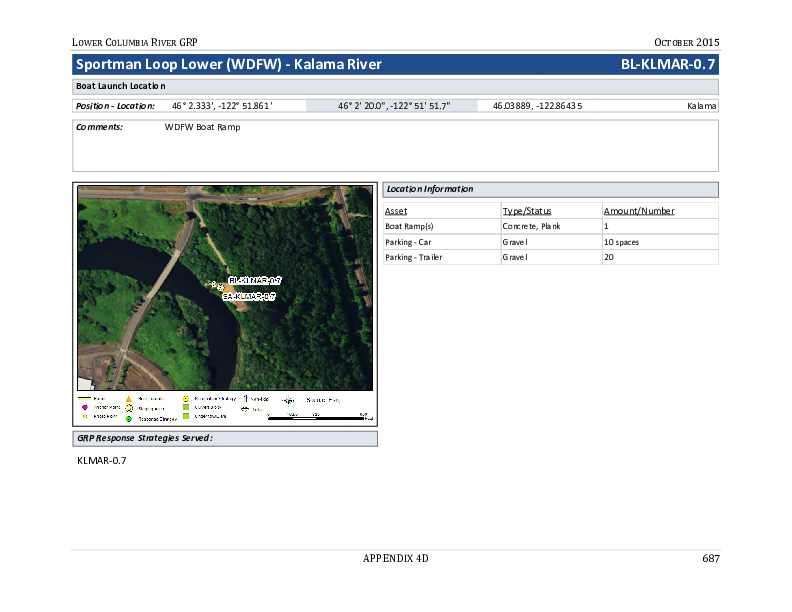 LOWER COLUMBIA RIVER GRP OCTOBER 2015
Sportman Loop Lower (WDFW) - Kalama River BL-KLMAR-0.7
Boat Launch Location
Position - Location: 46° 2.333', -122° 51.861' 46° 2' 20.0", -122° 51' 51.7" 46.03889, -122.86435 Kalama
Comments: WDFW Boat Ramp
Location Information
Asset Type/Status Amount/Number
Boat Ramp(s) Concrete, Plank 1
Parking - Car Gravel 10 spaces
Parking - Trailer Gravel 20
BL-KLMAR-0.7
SA-KLMAR-0.7
GRP Response Strategies Served:
KLMAR-0.7
APPENDIX 4D 687